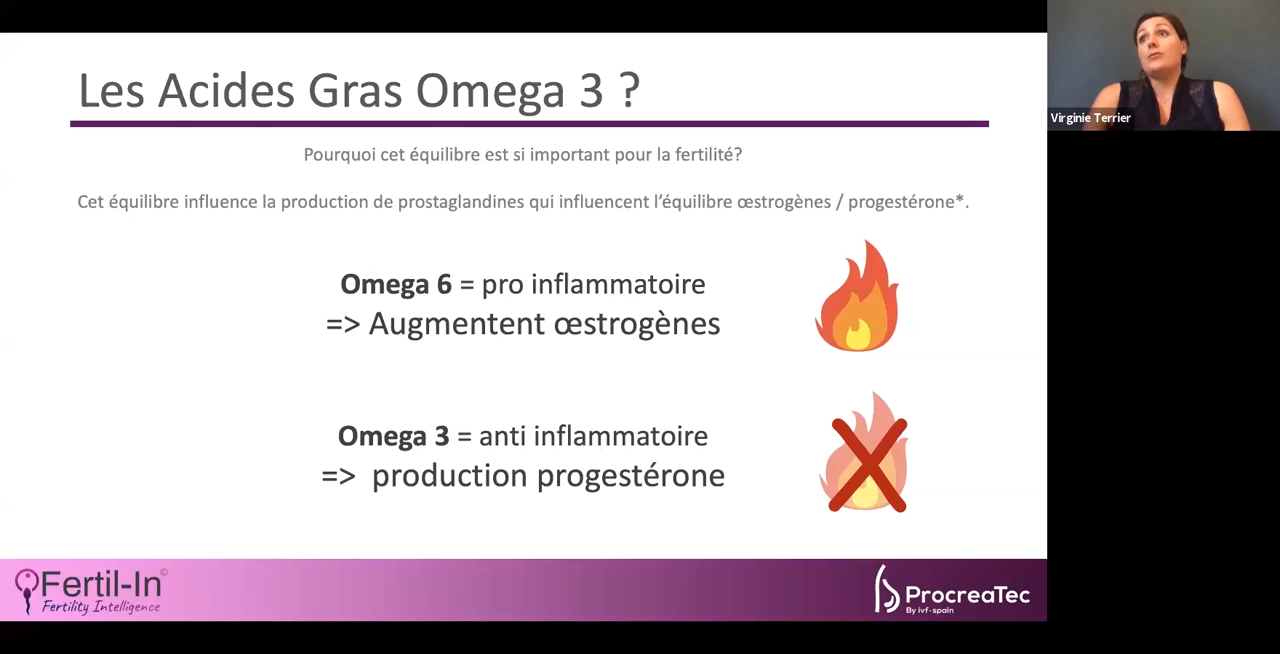 Les Acides Gras Omega 3 ?
Pourquoi cet équilibre est si important pour la fertilité?
Cet équilibre influence la production de prostaglandines qui influencent l’équilibre œstrogènes / progestérone*.
Omega 6 = pro inflammatoire
=> Augmentent œstrogènes
Omega 3 = anti inflammatoire
=> production progestérone
Virginie Terrier
Fertil-In©
Fertility Intelligence
ProcreaTec
By ivf-spain